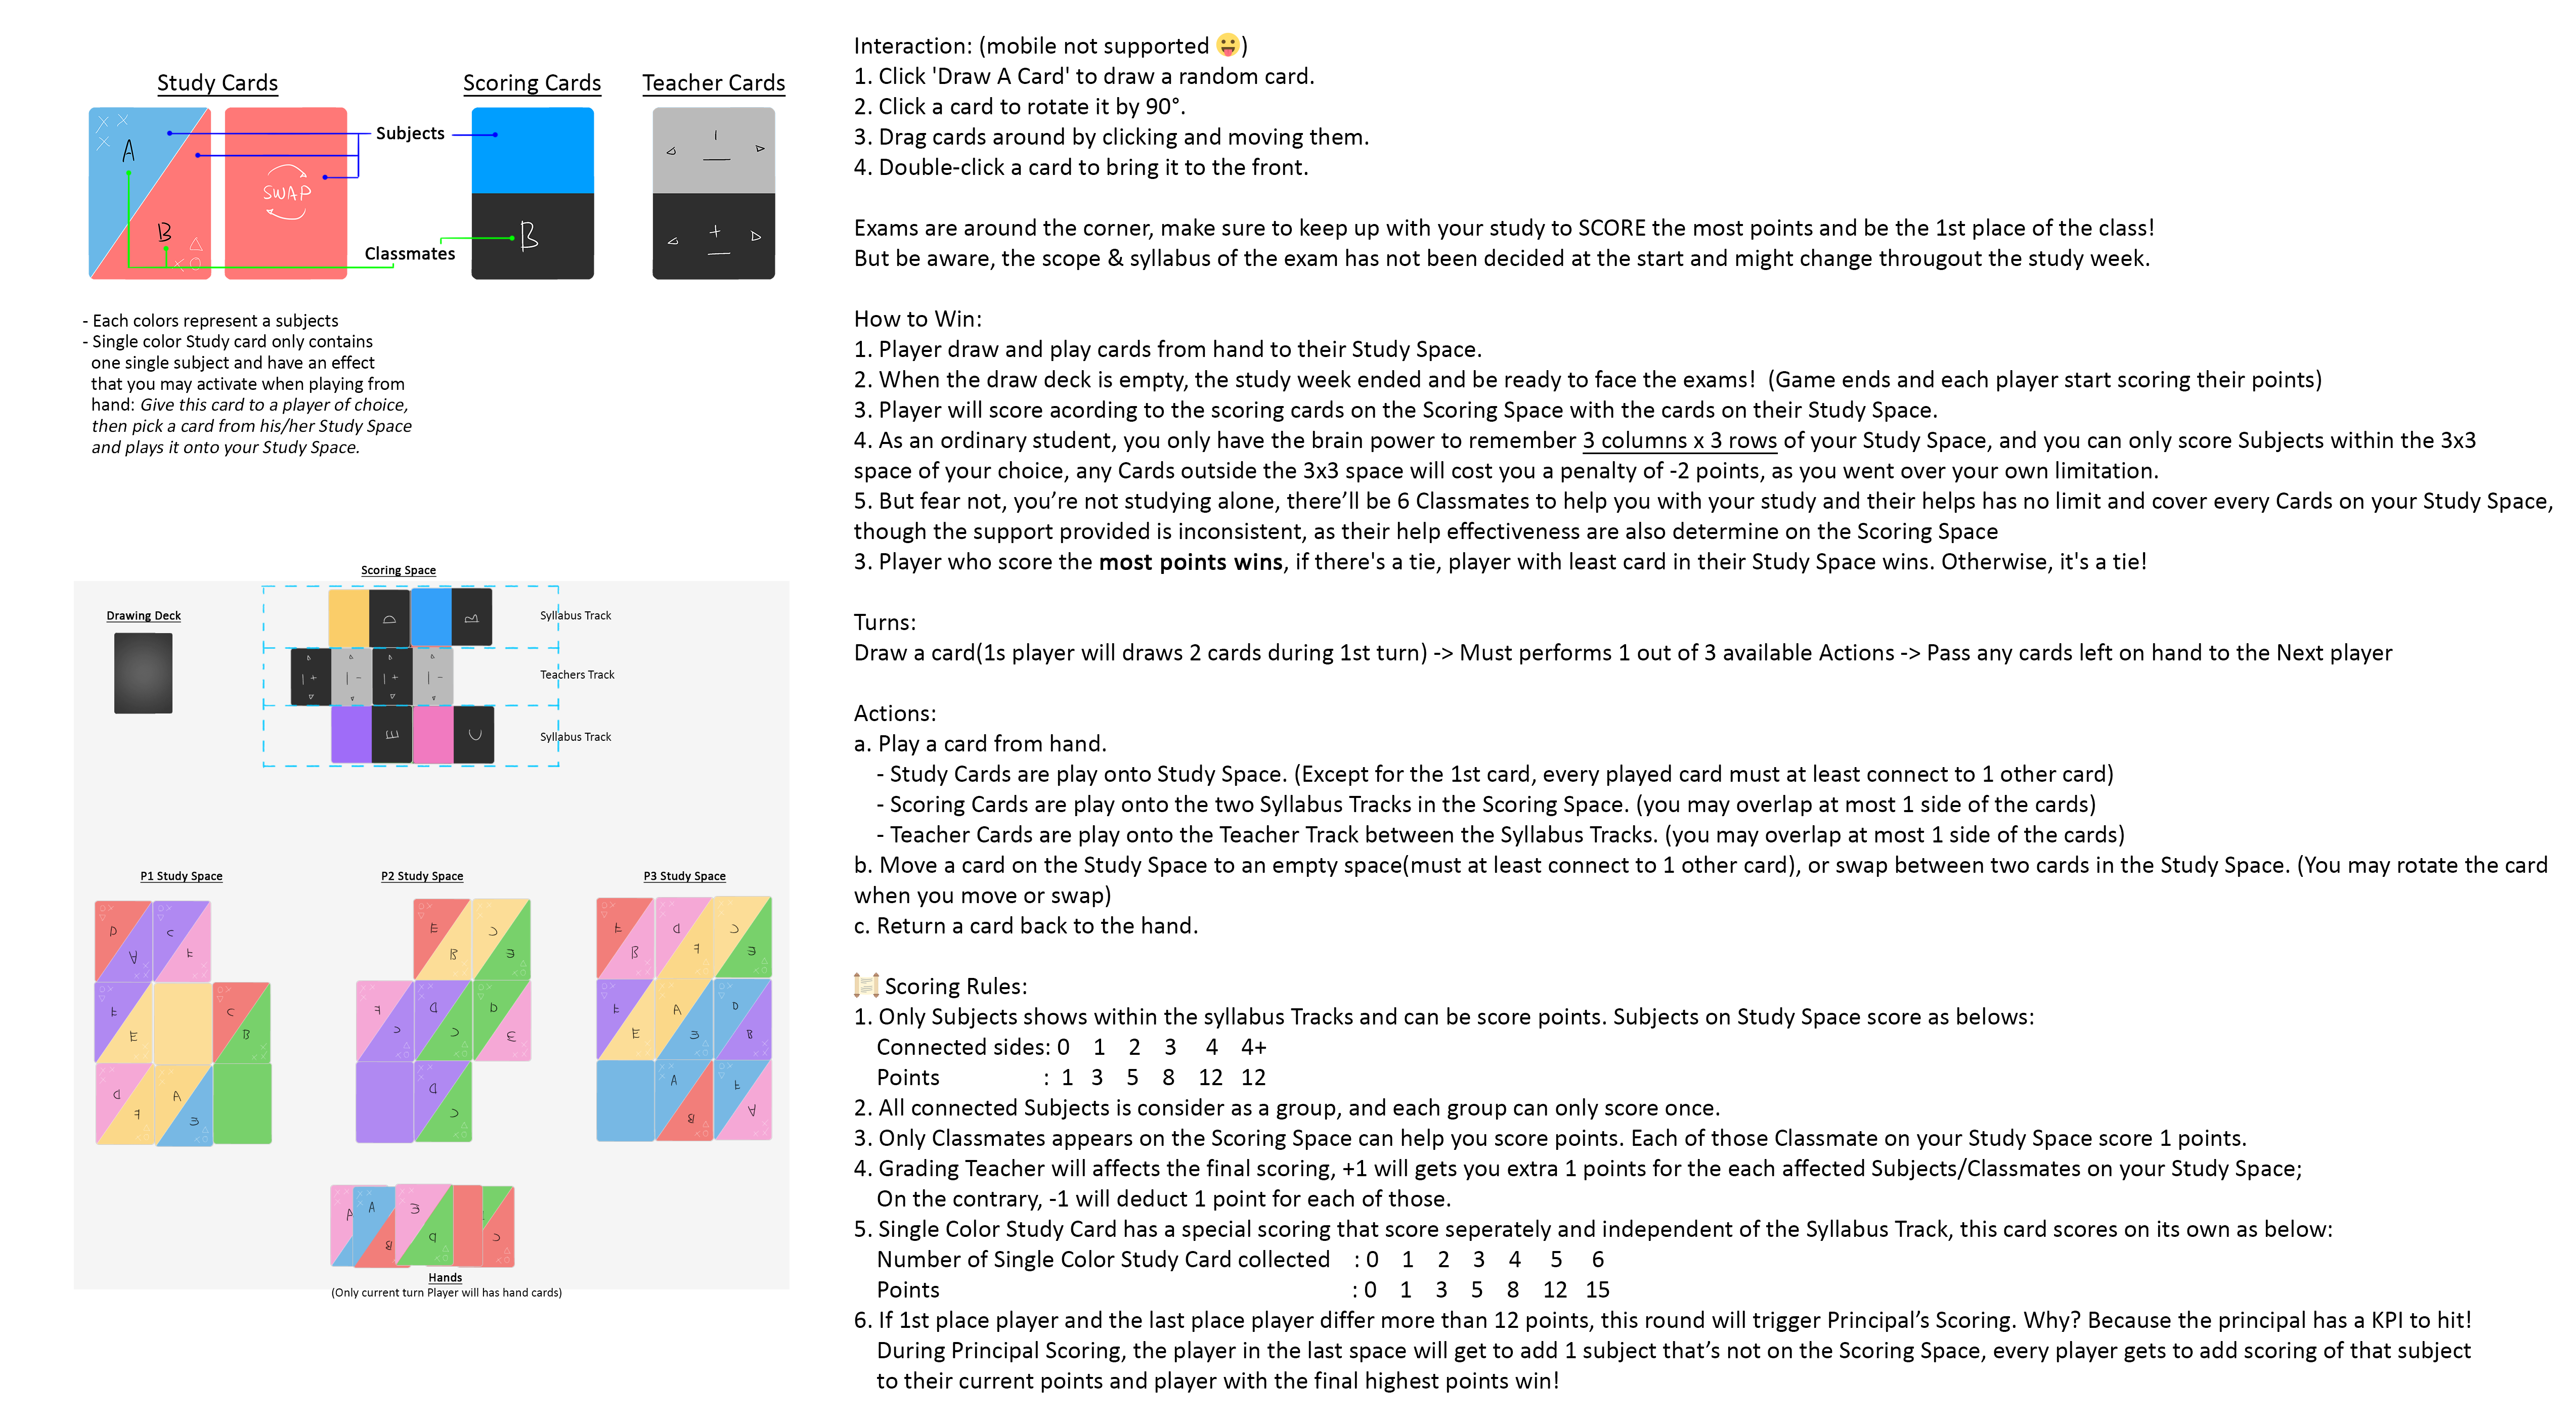 Study Cards
Scoring Cards
Teacher Cards
A
B
SWAP
Subjects
Classmates
B
- Each colors represent a subjects
- Single color Study card only contains
one single subject and have an effect
that you may activate when playing from
hand: Give this card to a player of choice,
then pick a card from his/her Study Space
and plays it onto your Study Space.
Scoring Space
Drawing Deck
D B
Syllabus Track
Teachers Track
E C
Syllabus Track
P1 Study Space
P2 Study Space
P3 Study Space
Hands
(Only current turn Player will has hand cards)
Interaction: (mobile not supported 😛)
1. Click 'Draw A Card' to draw a random card.
2. Click a card to rotate it by 90°.
3. Drag cards around by clicking and moving them.
4. Double-click a card to bring it to the front.
Exams are around the corner, make sure to keep up with your study to SCORE the most points and be the 1st place of the class!
But be aware, the scope & syllabus of the exam has not been decided at the start and might change througout the study week.
How to Win:
1. Player draw and play cards from hand to their Study Space.
2. When the draw deck is empty, the study week ended and be ready to face the exams! (Game ends and each player start scoring their points)
3. Player will score acording to the scoring cards on the Scoring Space with the cards on their Study Space.
4. As an ordinary student, you only have the brain power to remember 3 columns x 3 rows of your Study Space, and you can only score Subjects within the 3x3
space of your choice, any Cards outside the 3x3 space will cost you a penalty of -2 points, as you went over your own limitation.
5. But fear not, you’re not studying alone, there’ll be 6 Classmates to help you with your study and their helps has no limit and cover every Cards on your Study Space,
though the support provided is inconsistent, as their help effectiveness are also determine on the Scoring Space
3. Player who score the most points wins, if there's a tie, player with least card in their Study Space wins. Otherwise, it's a tie!
Turns:
Draw a card(1s player will draws 2 cards during 1st turn) -> Must performs 1 out of 3 available Actions -> Pass any cards left on hand to the Next player
Actions:
a. Play a card from hand.
- Study Cards are play onto Study Space. (Except for the 1st card, every played card must at least connect to 1 other card)
- Scoring Cards are play onto the two Syllabus Tracks in the Scoring Space. (you may overlap at most 1 side of the cards)
- Teacher Cards are play onto the Teacher Track between the Syllabus Tracks. (you may overlap at most 1 side of the cards)
b. Move a card on the Study Space to an empty space(must at least connect to 1 other card), or swap between two cards in the Study Space. (You may rotate the card
when you move or swap)
c. Return a card back to the hand.
Scoring Rules:
1. Only Subjects shows within the syllabus Tracks and can be score points. Subjects on Study Space score as belows:
Connected sides: 0 1 2 3 4 4+
Points : 1 3 5 8 12 12
2. All connected Subjects is consider as a group, and each group can only score once.
3. Only Classmates appears on the Scoring Space can help you score points. Each of those Classmate on your Study Space score 1 points.
4. Grading Teacher will affects the final scoring, +1 will gets you extra 1 points for the each affected Subjects/Classmates on your Study Space;
On the contrary, -1 will deduct 1 point for each of those.
5. Single Color Study Card has a special scoring that score seperately and independent of the Syllabus Track, this card scores on its own as below:
Number of Single Color Study Card collected : 0 1 2 3 4 5 6
Points : 0 1 3 5 8 12 15
6. If 1st place player and the last place player differ more than 12 points, this round will trigger Principal’s Scoring. Why? Because the principal has a KPI to hit!
During Principal Scoring, the player in the last space will get to add 1 subject that’s not on the Scoring Space, every player gets to add scoring of that subject
to their current points and player with the final highest points win!